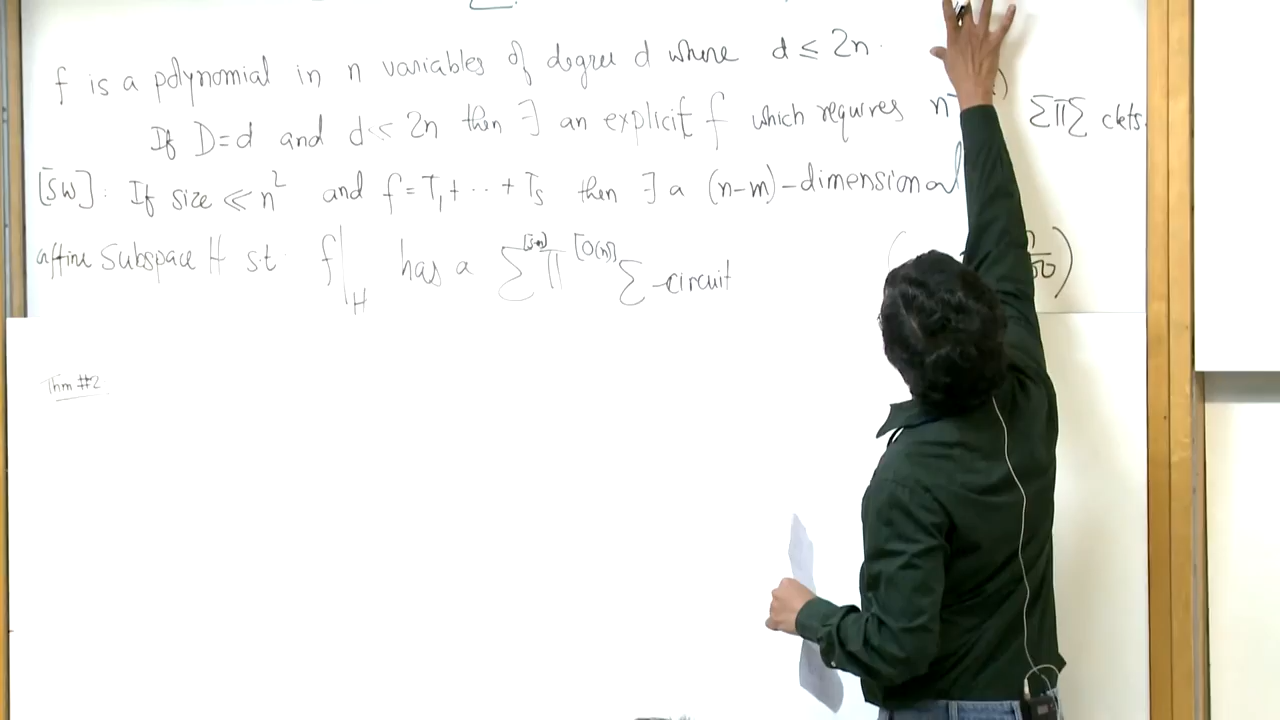 f is a polynomial in n variables of degree d where d ≤ 2n.
If D=d and d << 2n then ∃ an explicit f which requires n ΣΠΣ ckts.
[SW]: If size << n² and f = T₁ + ⋯ + Tₛ then ∃ a (n-m)-dimensional
affine subspace H s.t. f|_H has a Σ Π^[O(n)] Σ-circuit
Thm #2